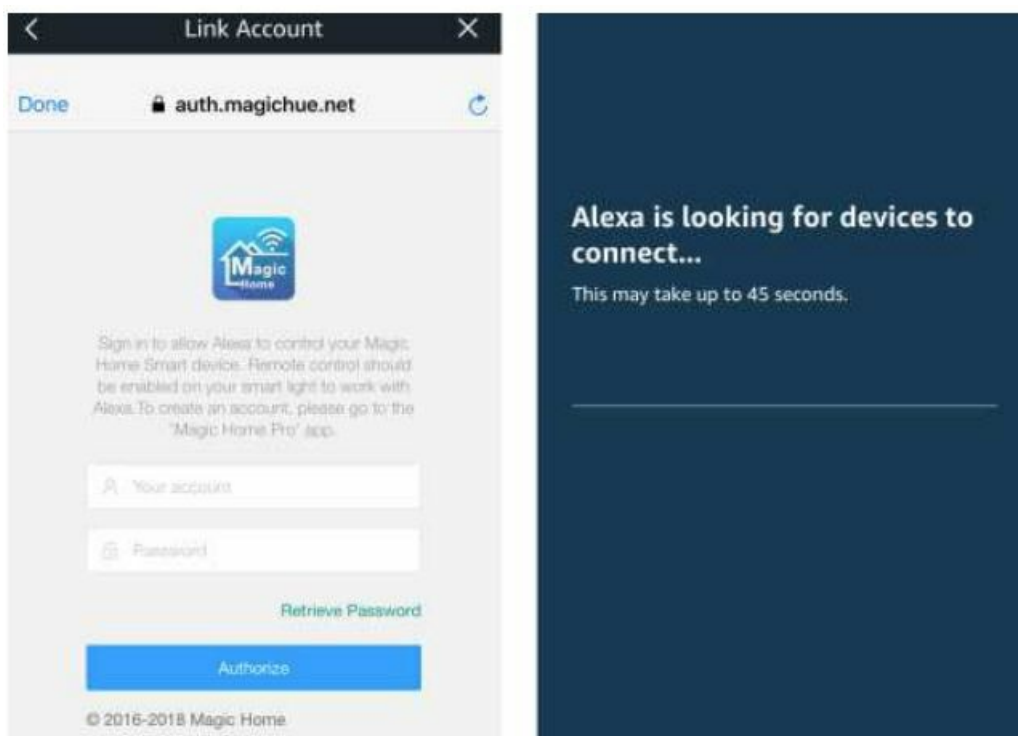 Link Account
Done
auth.magichue.net
Magic
Home
Sign in to allow Alexa to control your Magic
Home Smart device. Remote control should
be enabled on your smart light to work with
Alexa.To create an account, please go to the
"Magic Home Pro" app.
Your account
Password
Retrieve Password
Authorize
© 2016-2018 Magic Home
Alexa is looking for devices to
connect...
This may take up to 45 seconds.